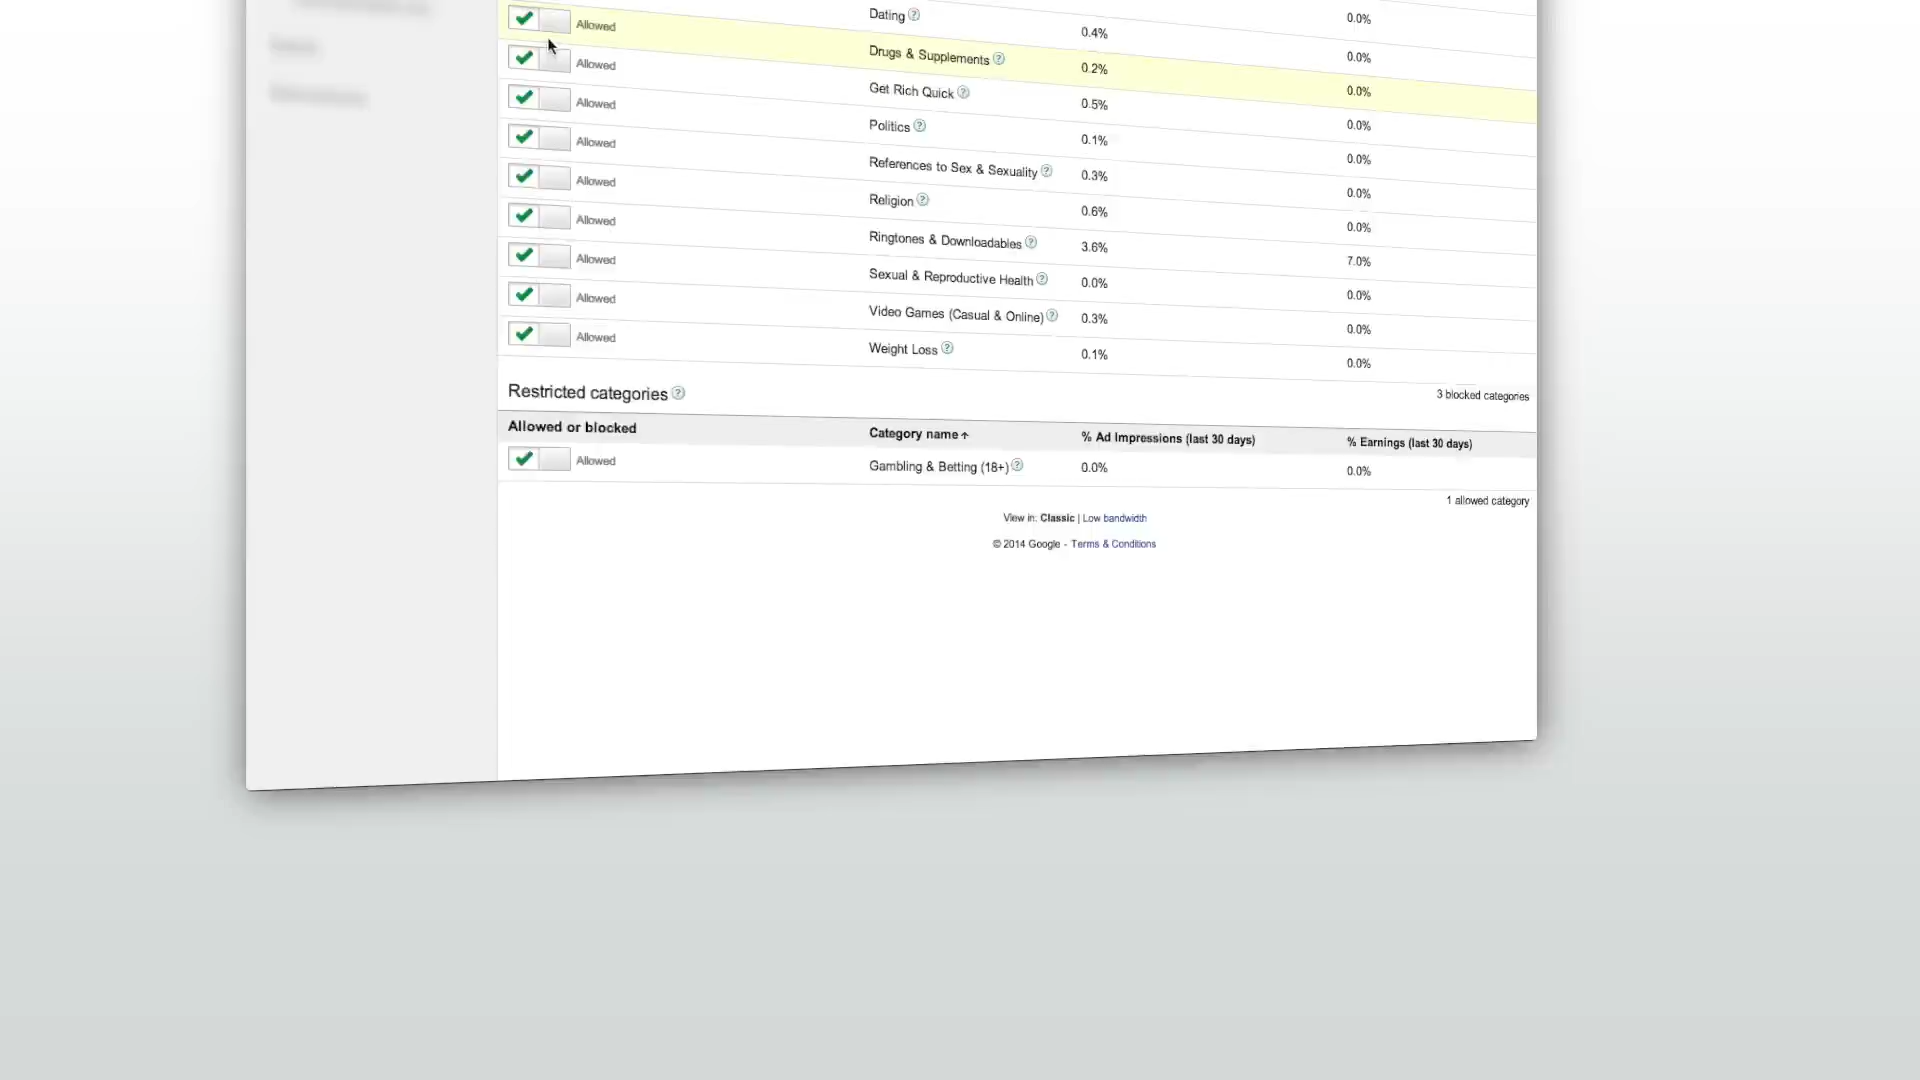 0.0%
Dating ? 0.4% 0.0%
Allowed Drugs & Supplements ? 0.2% 0.0%
Allowed Get Rich Quick ? 0.5% 0.0%
Allowed Politics ? 0.1% 0.0%
Allowed References to Sex & Sexuality ? 0.3% 0.0%
Allowed Religion ? 0.6% 0.0%
Allowed Ringtones & Downloadables ? 3.6% 7.0%
Allowed Sexual & Reproductive Health ? 0.0% 0.0%
Allowed Video Games (Casual & Online) ? 0.3% 0.0%
Allowed Weight Loss ? 0.1% 0.0%
3 blocked categories
Restricted categories ?
Allowed or blocked Category name ↑ % Ad Impressions (last 30 days) % Earnings (last 30 days)
Allowed Gambling & Betting (18+) ? 0.0% 0.0%
1 allowed category
View in: Classic | Low bandwidth
© 2014 Google - Terms & Conditions